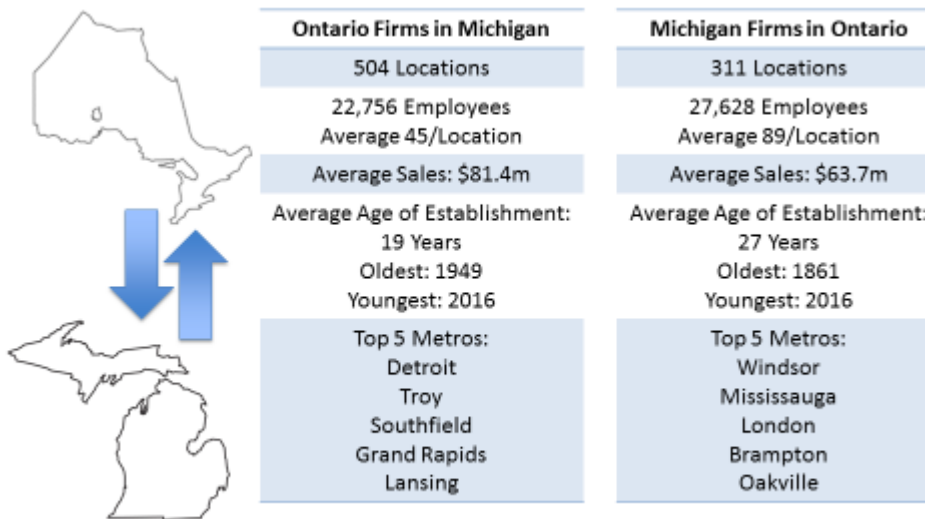 Ontario Firms in Michigan
504 Locations
22,756 Employees
Average 45/Location
Average Sales: $81.4m
Average Age of Establishment:
19 Years
Oldest: 1949
Youngest: 2016
Top 5 Metros:
Detroit
Troy
Southfield
Grand Rapids
Lansing
Michigan Firms in Ontario
311 Locations
27,628 Employees
Average 89/Location
Average Sales: $63.7m
Average Age of Establishment:
27 Years
Oldest: 1861
Youngest: 2016
Top 5 Metros:
Windsor
Mississauga
London
Brampton
Oakville